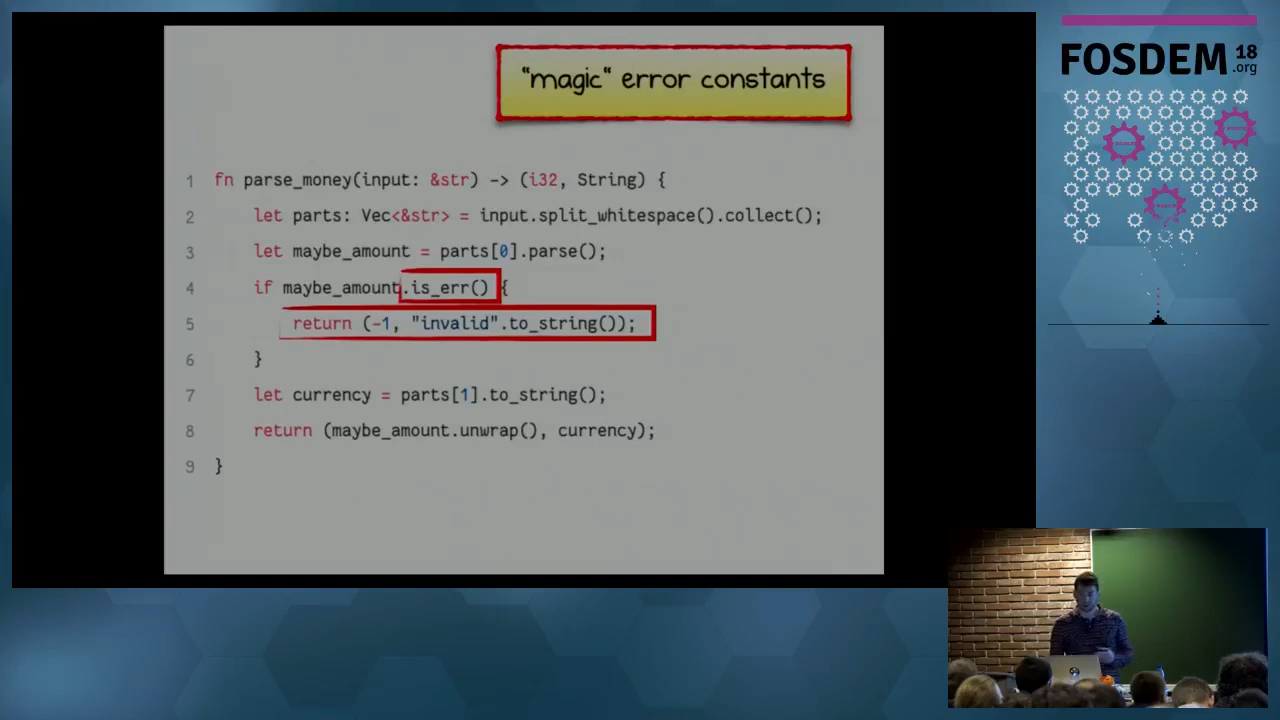 "magic" error constants
1 fn parse_money(input: &str) -> (i32, String) {
2 let parts: Vec<&str> = input.split_whitespace().collect();
3 let maybe_amount = parts[0].parse();
4 if maybe_amount.is_err() {
5 return (-1, "invalid".to_string());
6 }
7 let currency = parts[1].to_string();
8 return (maybe_amount.unwrap(), currency);
9 }
FOSDEM 18
.org